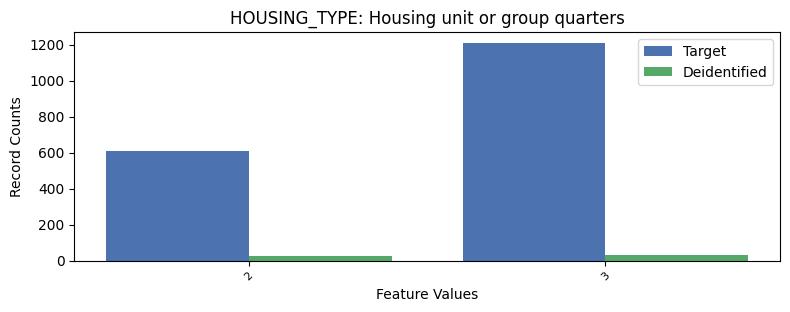 HOUSING_TYPE: Housing unit or group quarters
Target
Deidentified
Record Counts
1200
1000
800
600
400
200
0
2
3
Feature Values